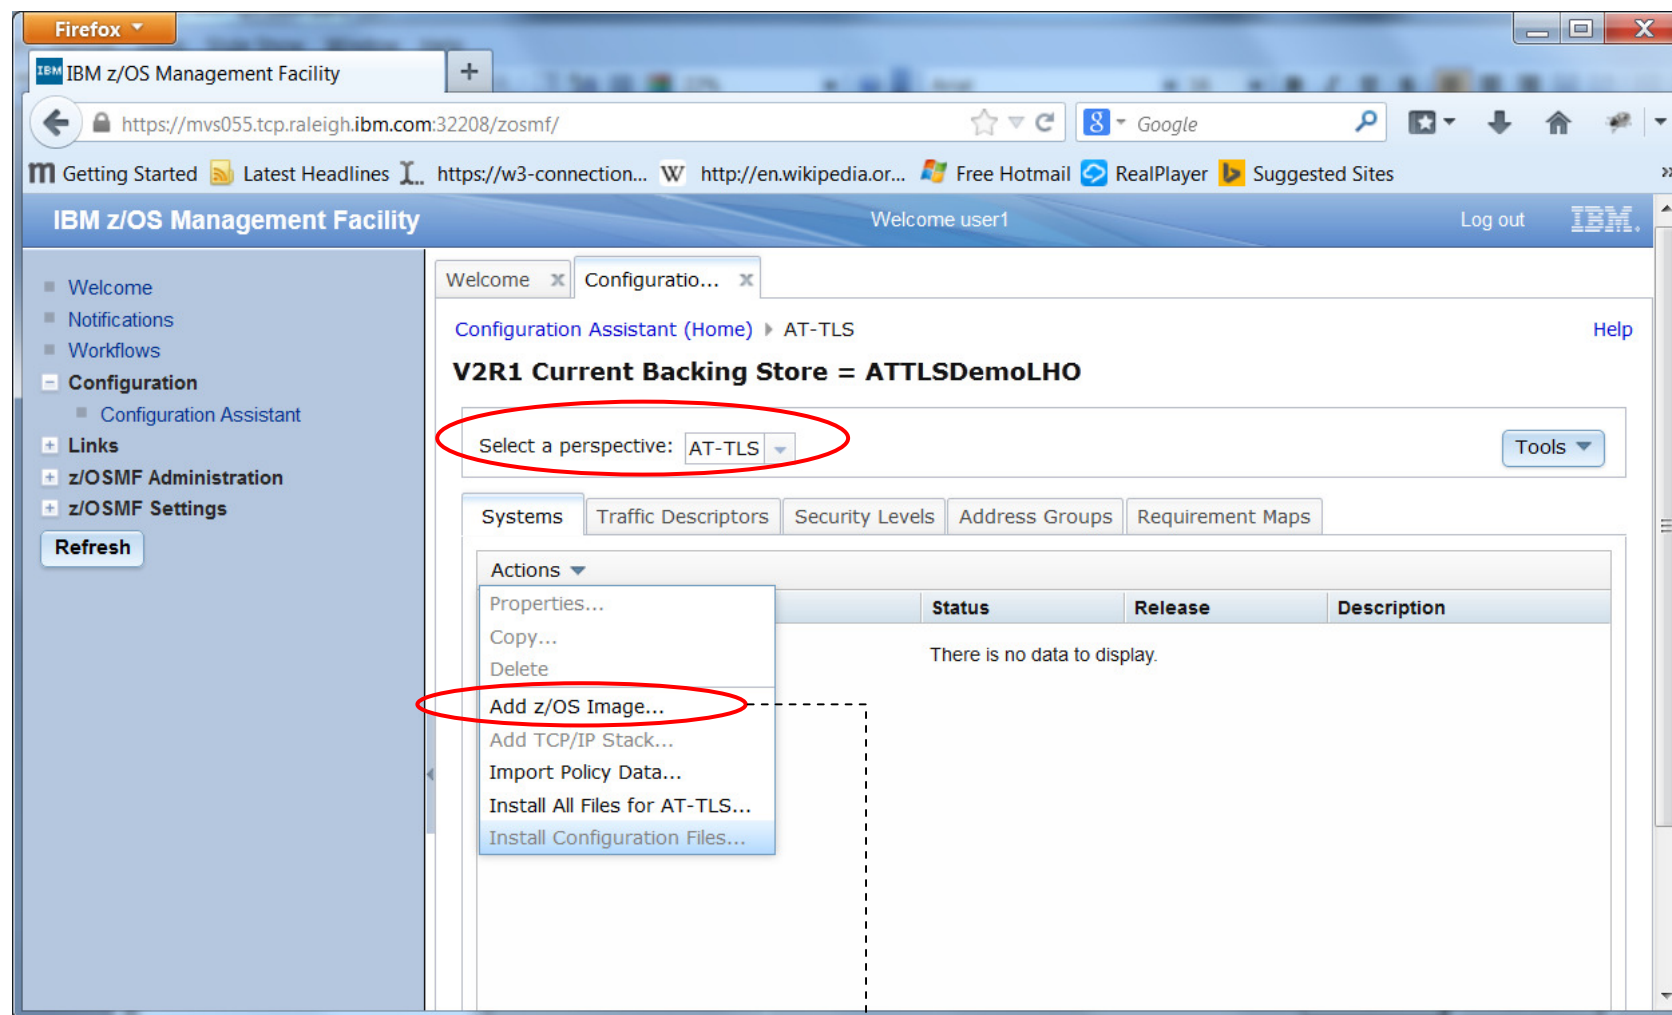 Firefox
IBM IBM z/OS Management Facility
https://mvs055.tcp.raleigh.ibm.com:32208/zosmf/
8 Google
m Getting Started Latest Headlines https://w3-connection... W http://en.wikipedia.or... Free Hotmail RealPlayer Suggested Sites »
IBM z/OS Management Facility Welcome user1 Log out IBM.
Welcome
Notifications
Workflows
Configuration
Configuration Assistant
Links
z/OSMF Administration
z/OSMF Settings
Refresh
Welcome x Configuratio... x
Configuration Assistant (Home) AT-TLS Help
V2R1 Current Backing Store = ATTLSDemoLHO
Select a perspective: AT-TLS Tools
Systems Traffic Descriptors Security Levels Address Groups Requirement Maps
Actions
Status Release Description
There is no data to display.
Properties...
Copy...
Delete
Add z/OS Image...
Add TCP/IP Stack...
Import Policy Data...
Install All Files for AT-TLS...
Install Configuration Files...